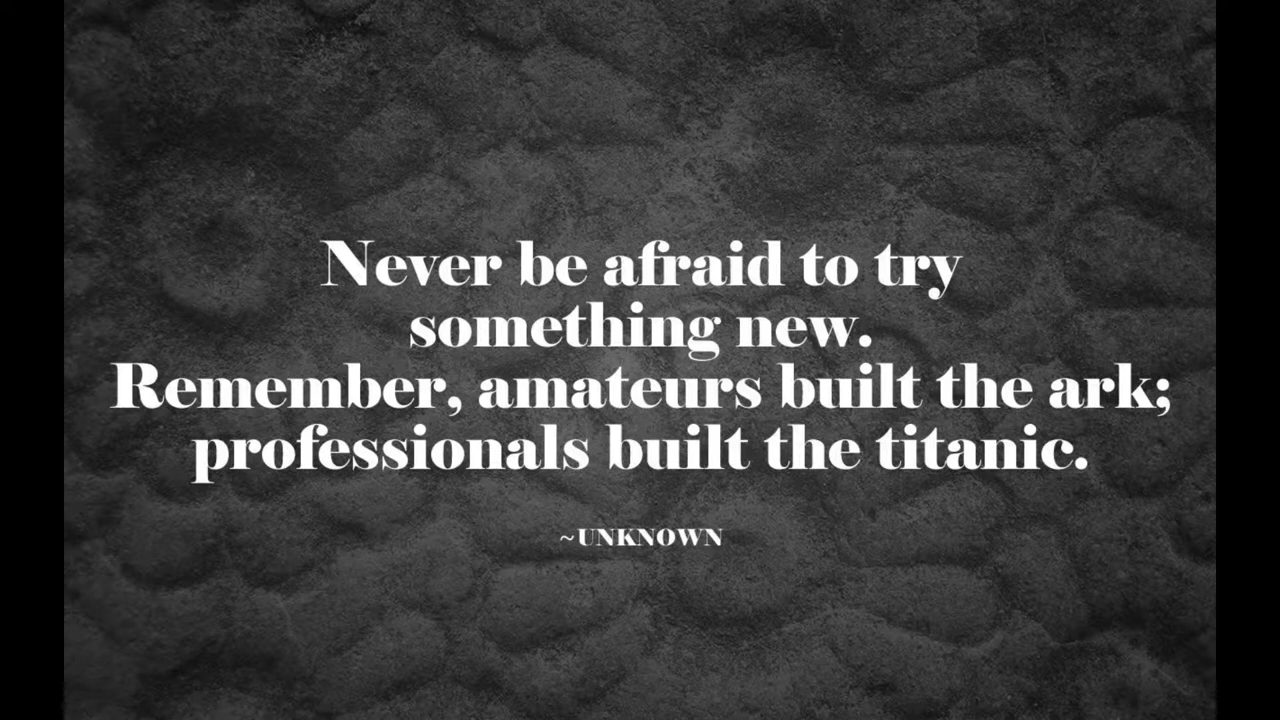 Never be afraid to try
something new.
Remember, amateurs built the ark;
professionals built the titanic.
~UNKNOWN